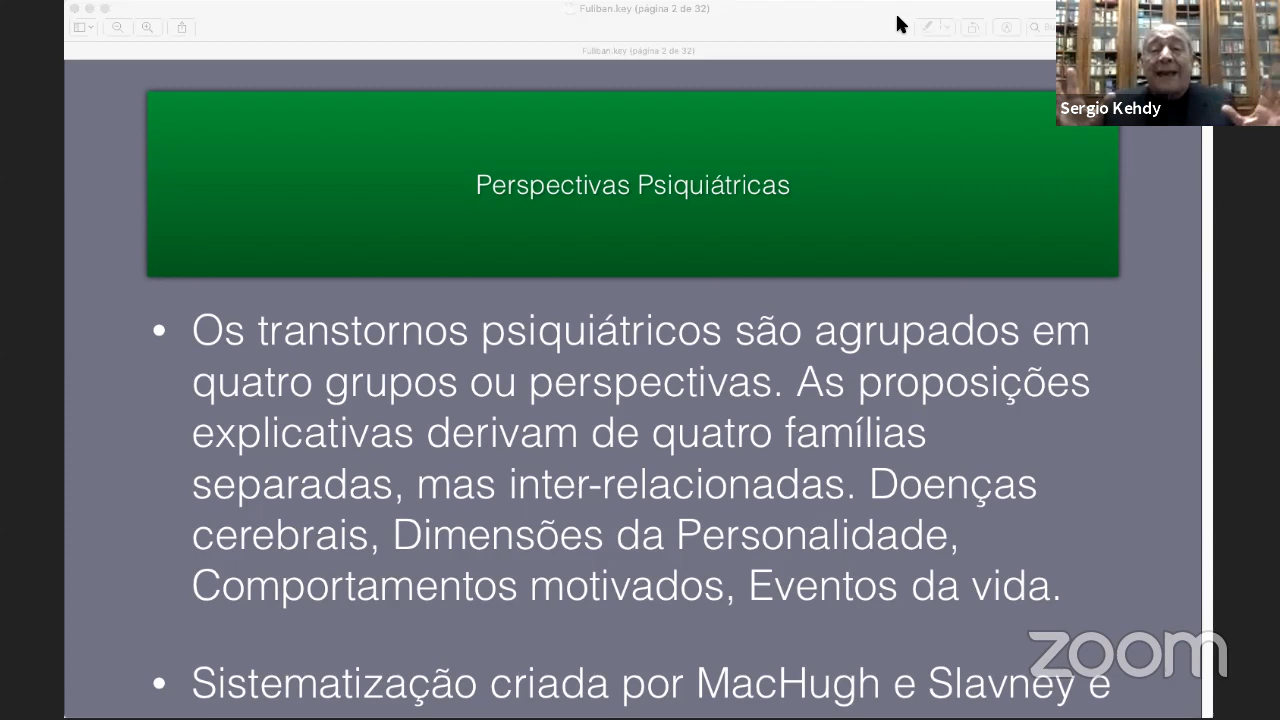 Fuliban.key (página 2 de 32)
Fuliban.key (página 2 de 32)
Sergio Kehdy
Perspectivas Psiquiátricas
• Os transtornos psiquiátricos são agrupados em
quatro grupos ou perspectivas. As proposições
explicativas derivam de quatro famílias
separadas, mas inter-relacionadas. Doenças
cerebrais, Dimensões da Personalidade,
Comportamentos motivados, Eventos da vida.
• Sistematização criada por MacHugh e Slavney e
zoom